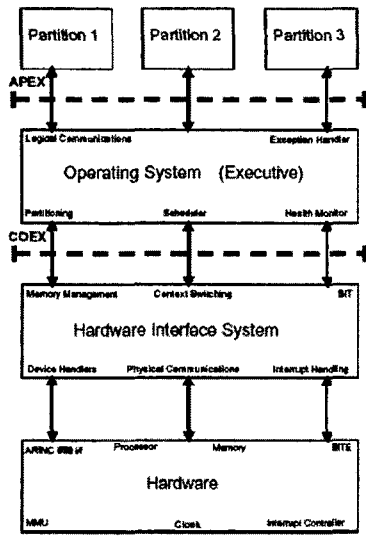 Partition 1 Partition 2 Partition 3
APEX
Logical Communications Exception Handler
Operating System (Executive)
Partitioning Scheduler Health Monitor
COEX
Memory Management Context Switching BIT
Hardware Interface System
Device Handlers Physical Communications Interrupt Handling
ARINC Processor Memory BITE
Hardware
MMU Clock Interrupt Controller